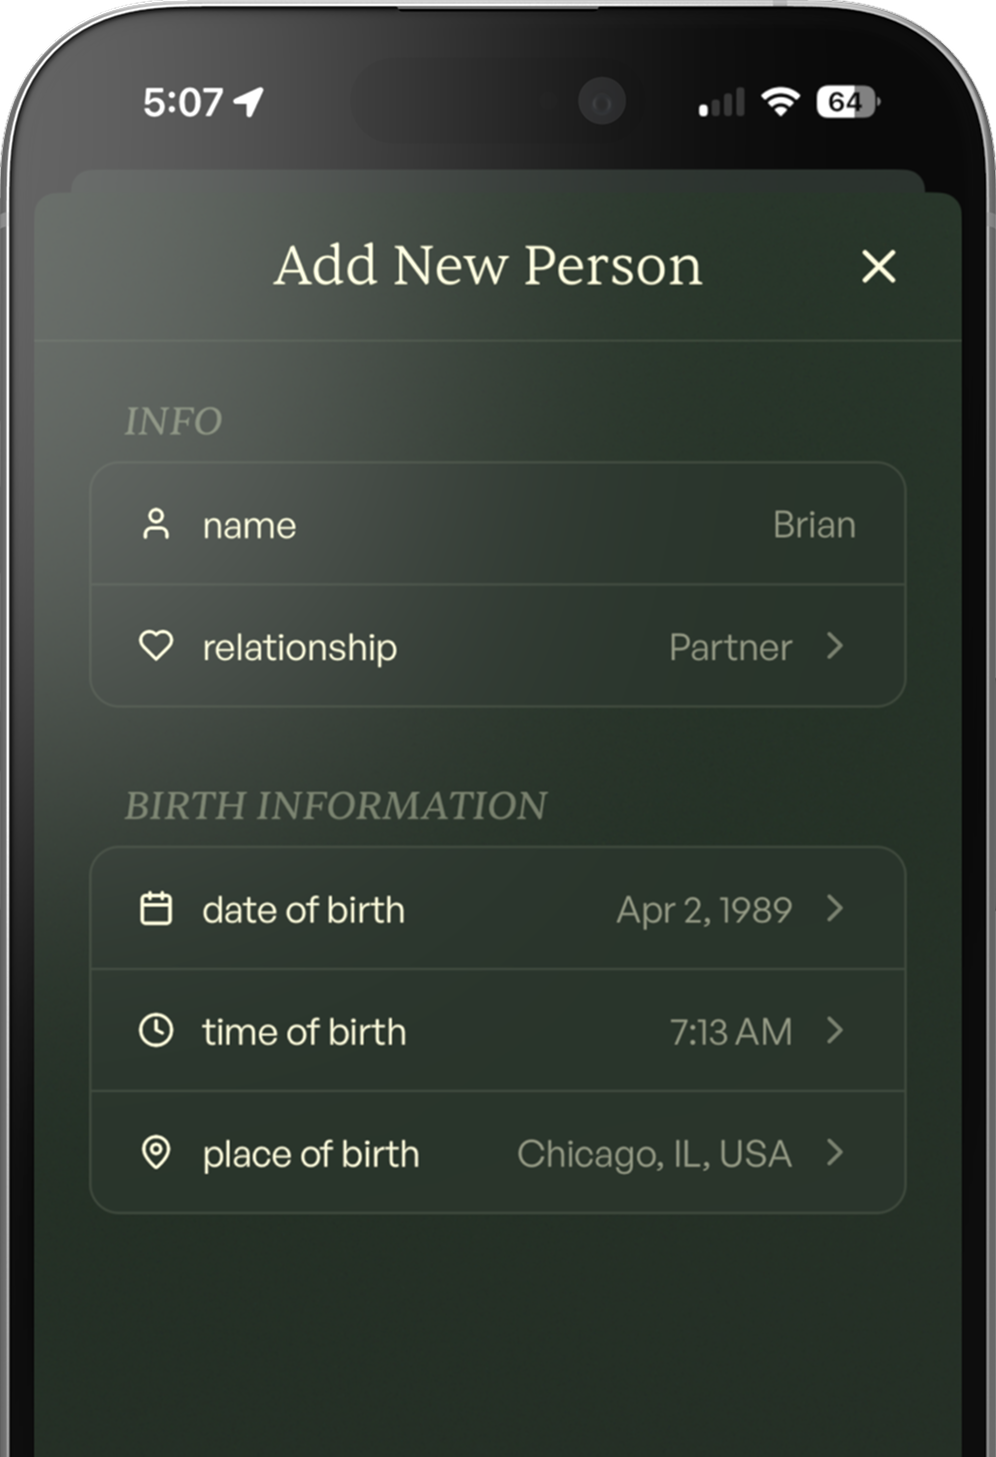 5:07
64
Add New Person
INFO
name Brian
relationship Partner
BIRTH INFORMATION
date of birth Apr 2, 1989
time of birth 7:13 AM
place of birth Chicago, IL, USA